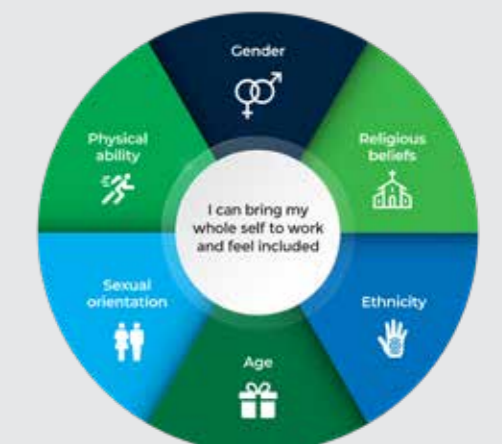 Gender
Religious
beliefs
Ethnicity
Age
Sexual
orientation
Physical
ability
I can bring my
whole self to work
and feel included